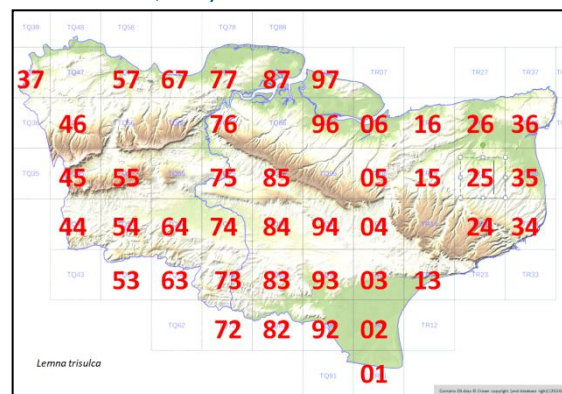 TQ38 TQ48 TQ58 TQ78 TQ88
37 TQ47 57 67 77 87 97 TR07 TR27 TR37
46 76 96 06 16 26 36
TQ35 45 55 75 85 05 15 25 35
44 54 64 74 84 94 04 24 34
TQ43 53 63 73 83 93 03 13 TR23 TR33
TQ62 72 82 92 02 TR12
TQ91 01
Lemna trisulca